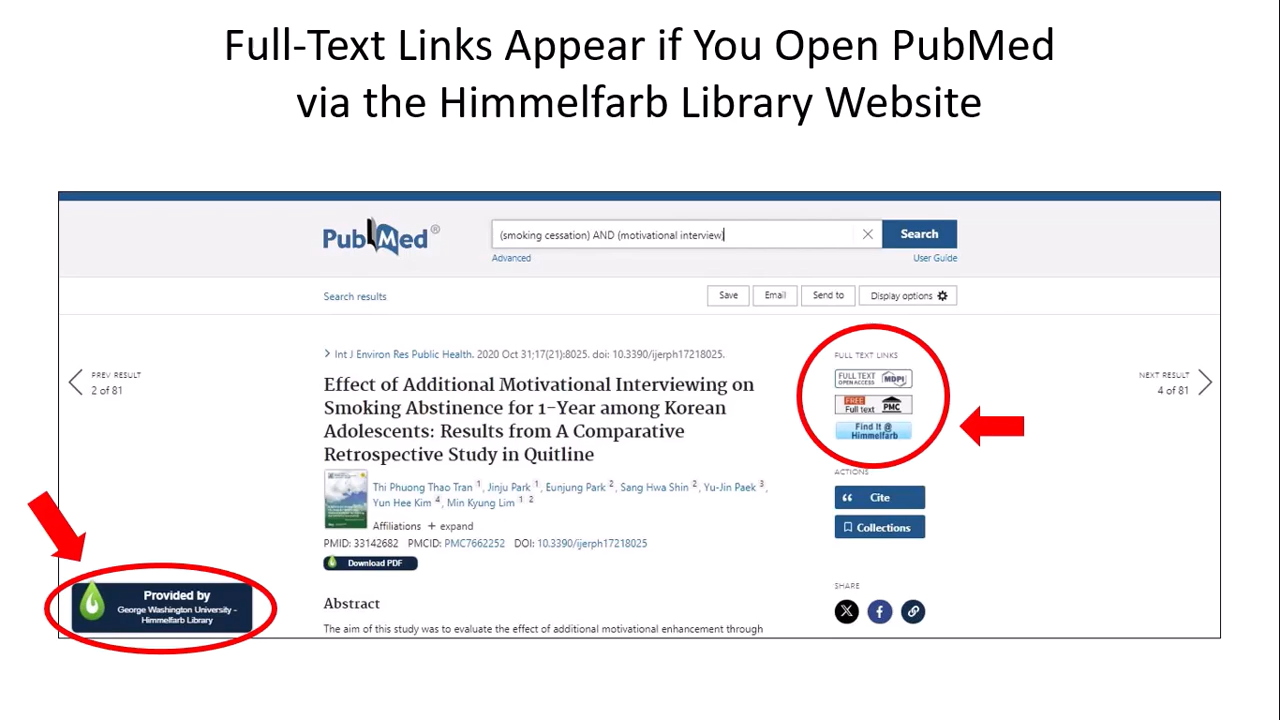 Full-Text Links Appear if You Open PubMed
via the Himmelfarb Library Website
PubMed®
(smoking cessation) AND (motivational interview)
Search
Advanced
User Guide
Search results
Save
Email
Send to
Display options
PREV RESULT
2 of 81
NEXT RESULT
4 of 81
Int J Environ Res Public Health. 2020 Oct 31;17(21):8025. doi: 10.3390/ijerph17218025.
Effect of Additional Motivational Interviewing on
Smoking Abstinence for 1-Year among Korean
Adolescents: Results from A Comparative
Retrospective Study in Quitline
Thi Phuong Thao Tran 1, Jinju Park 1, Eunjung Park 2, Sang Hwa Shin 2, Yu-Jin Paek 3,
Yun Hee Kim 4, Min Kyung Lim 1 2
Affiliations + expand
PMID: 33142682 PMCID: PMC7662252 DOI: 10.3390/ijerph17218025
Download PDF
Abstract
The aim of this study was to evaluate the effect of additional motivational enhancement through
FULL TEXT LINKS
FULL TEXT
OPEN ACCESS
MDPI
FREE
Full text
PMC
Find It @
Himmelfarb
ACTIONS
Cite
Collections
SHARE
Provided by
George Washington University -
Himmelfarb Library